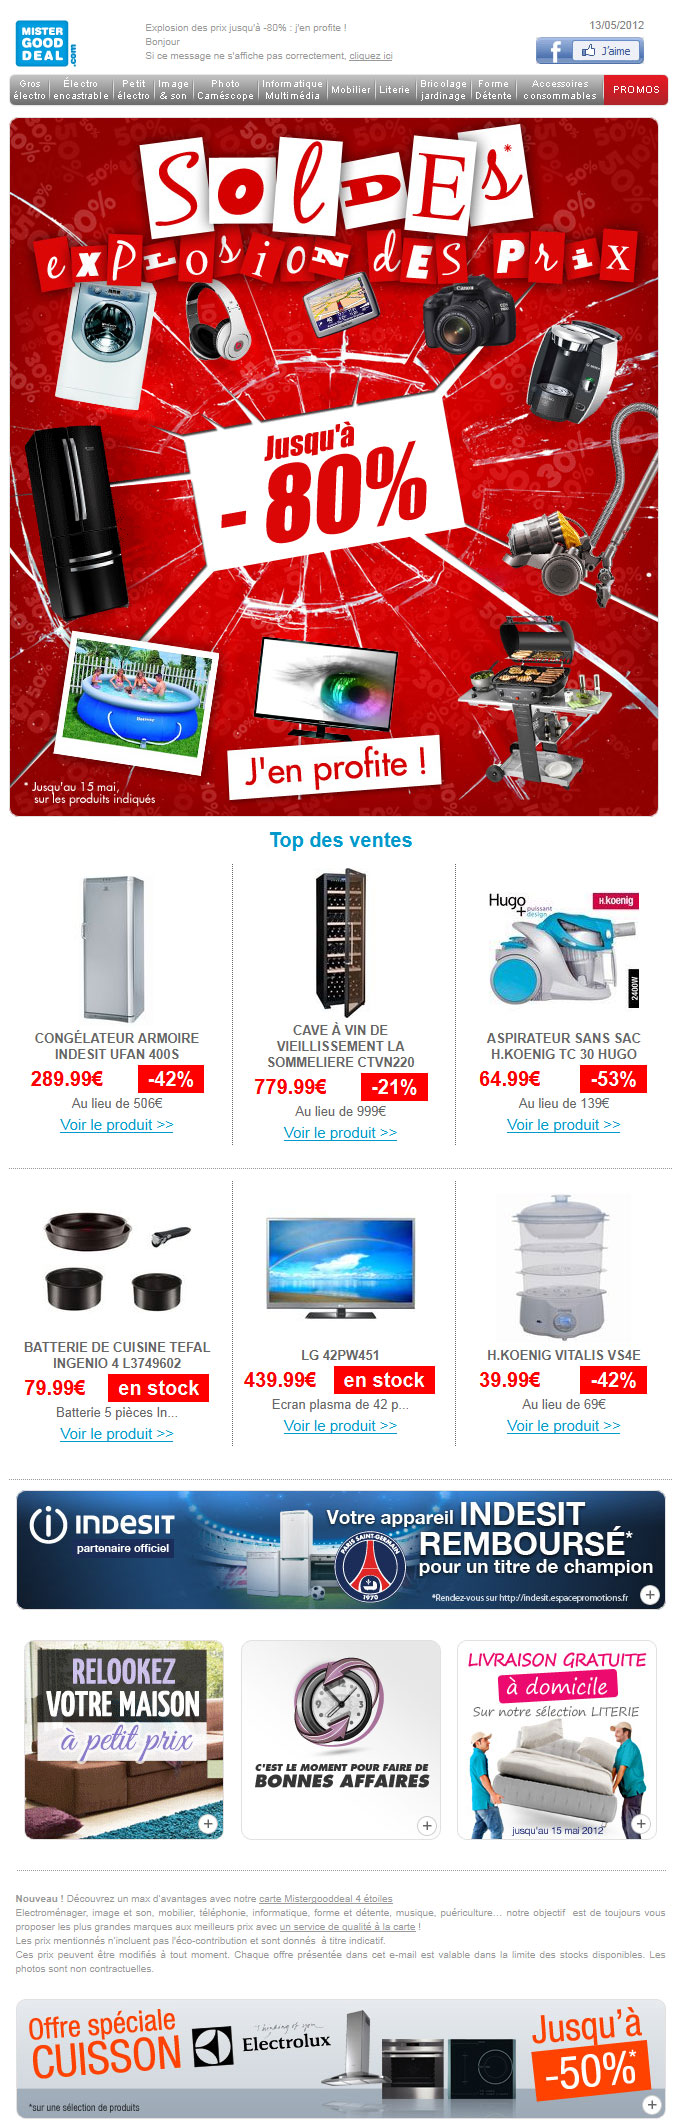 MISTER
GOOD
DEAL
.com
Explosion des prix jusqu'à -80% : j'en profite !
Bonjour
Si ce message ne s'affiche pas correctement, cliquez ici
13/05/2012
J'aime
Gros électro
Électro encastrable
Petit électro
Image & son
Photo Caméscope
Informatique Multimédia
Mobilier
Literie
Bricolage jardinage
Forme Détente
Accessoires consommables
PROMOS
SOLDES*
EXPLOSION DES PRIX
Canon
Jusqu'à
- 80%
J'en profite !
* Jusqu'au 15 mai,
sur les produits indiqués
Top des ventes
CONGÉLATEUR ARMOIRE
INDESIT UFAN 400S
289.99€ -42%
Au lieu de 506€
Voir le produit >>
CAVE À VIN DE
VIEILLISSEMENT LA
SOMMELIERE CTVN220
779.99€ -21%
Au lieu de 999€
Voir le produit >>
Hugo
+ puissant
design
H.koenig
2400W
ASPIRATEUR SANS SAC
H.KOENIG TC 30 HUGO
64.99€ -53%
Au lieu de 139€
Voir le produit >>
BATTERIE DE CUISINE TEFAL
INGENIO 4 L3749602
79.99€ en stock
Batterie 5 pièces In...
Voir le produit >>
LG 42PW451
439.99€ en stock
Ecran plasma de 42 p...
Voir le produit >>
H.KOENIG VITALIS VS4E
39.99€ -42%
Au lieu de 69€
Voir le produit >>
INDESIT
partenaire officiel
PARIS SAINT-GERMAIN
1970
Votre appareil INDESIT
REMBOURSÉ*
pour un titre de champion
*Rendez-vous sur http://indesit.espacepromotions.fr
RELOOKEZ
VOTRE MAISON
à petit prix
C'EST LE MOMENT POUR FAIRE DE
BONNES AFFAIRES
LIVRAISON GRATUITE
à domicile
Sur notre sélection LITERIE
jusqu'au 15 mai 2012
Nouveau ! Découvrez un max d'avantages avec notre carte Mistergooddeal 4 étoiles
Electroménager, image et son, mobilier, téléphonie, informatique, forme et détente, musique, puériculture... notre objectif est de toujours vous
proposer les plus grandes marques aux meilleurs prix avec un service de qualité à la carte !
Les prix mentionnés n'incluent pas l'éco-contribution et sont donnés à titre indicatif.
Ces prix peuvent être modifiés à tout moment. Chaque offre présentée dans cet e-mail est valable dans la limite des stocks disponibles. Les
photos sont non contractuelles.
Offre spéciale
CUISSON
Thinking of you
Electrolux
Jusqu'à
-50%*
*sur une sélection de produits